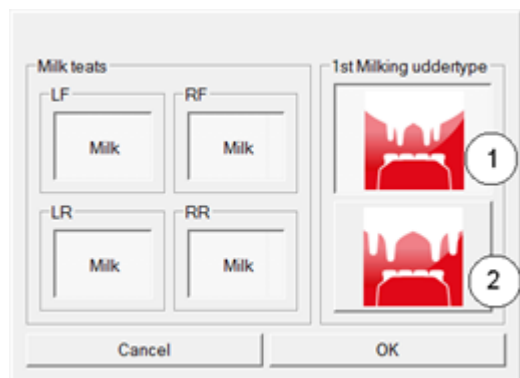 Milk teats
1st Milking uddertype
LF
RF
Milk
Milk
1
LR
RR
Milk
Milk
2
Cancel
OK